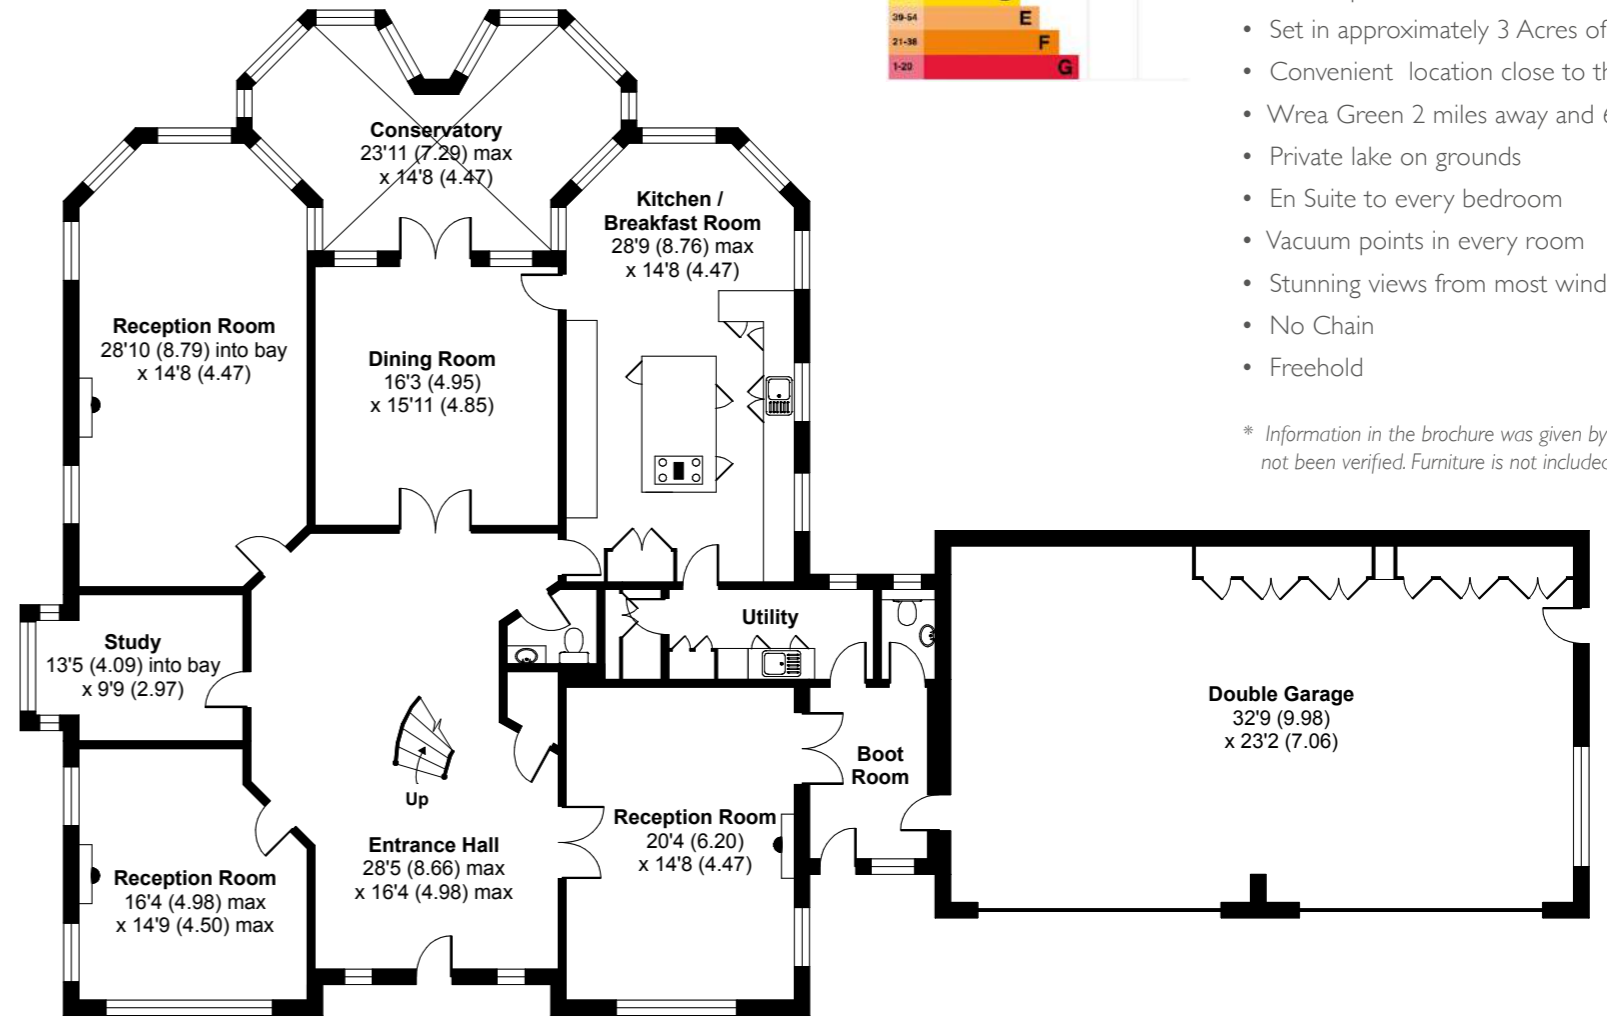 39-54 E
21-38 F
1-20 G
• Set in approximately 3 Acres of
• Convenient location close to th
• Wrea Green 2 miles away and 6
• Private lake on grounds
• En Suite to every bedroom
• Vacuum points in every room
• Stunning views from most wind
• No Chain
• Freehold
* Information in the brochure was given by
not been verified. Furniture is not included
Conservatory
23'11 (7.29) max
x 14'8 (4.47)
Kitchen /
Breakfast Room
28'9 (8.76) max
x 14'8 (4.47)
Reception Room
28'10 (8.79) into bay
x 14'8 (4.47)
Dining Room
16'3 (4.95)
x 15'11 (4.85)
Utility
Study
13'5 (4.09) into bay
x 9'9 (2.97)
Double Garage
32'9 (9.98)
x 23'2 (7.06)
Boot
Room
Up
Reception Room
20'4 (6.20)
x 14'8 (4.47)
Entrance Hall
28'5 (8.66) max
x 16'4 (4.98) max
Reception Room
16'4 (4.98) max
x 14'9 (4.50) max